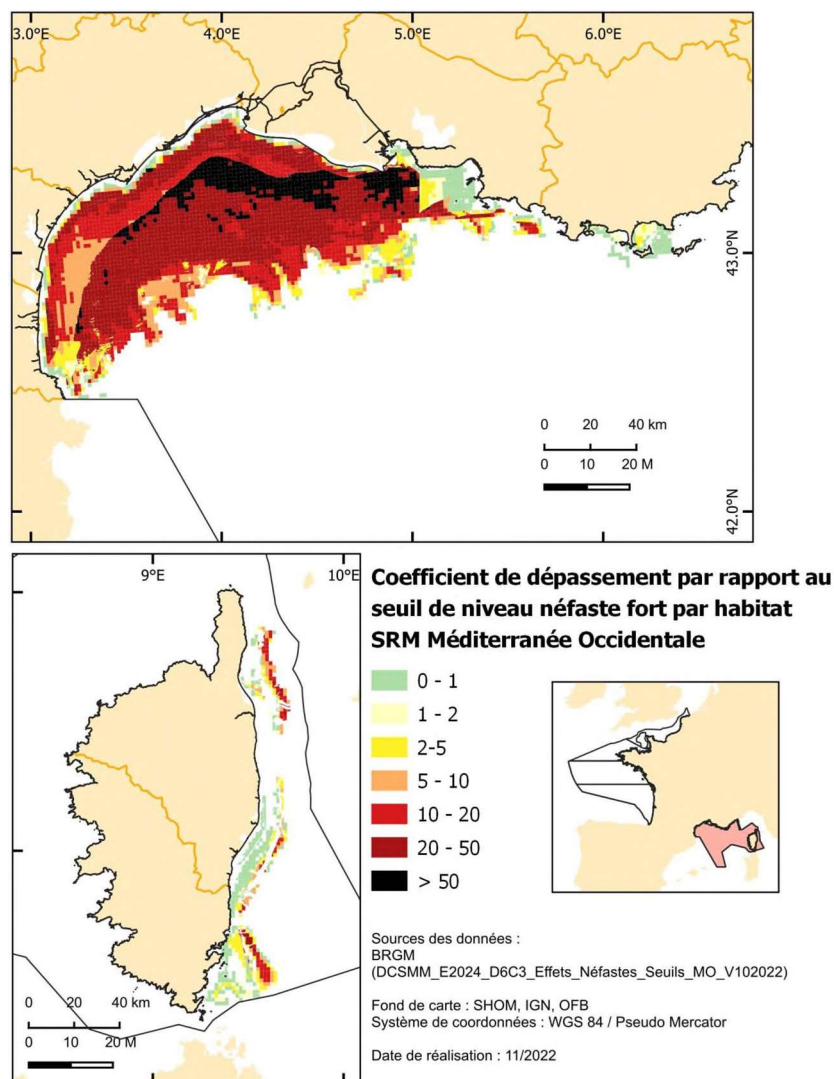 3.0°E 4.0°E 5.0°E 6.0°E
43.0°N
0 20 40 km
0 10 20 M
42.0°N
9°E 10°E
0 20 40 km
0 10 20 M
Coefficient de dépassement par rapport au
seuil de niveau néfaste fort par habitat
SRM Méditerranée Occidentale
0 - 1
1 - 2
2-5
5 - 10
10 - 20
20 - 50
> 50
Sources des données :
BRGM
(DCSMM_E2024_D6C3_Effets_Néfastes_Seuils_MO_V102022)
Fond de carte : SHOM, IGN, OFB
Système de coordonnées : WGS 84 / Pseudo Mercator
Date de réalisation : 11/2022